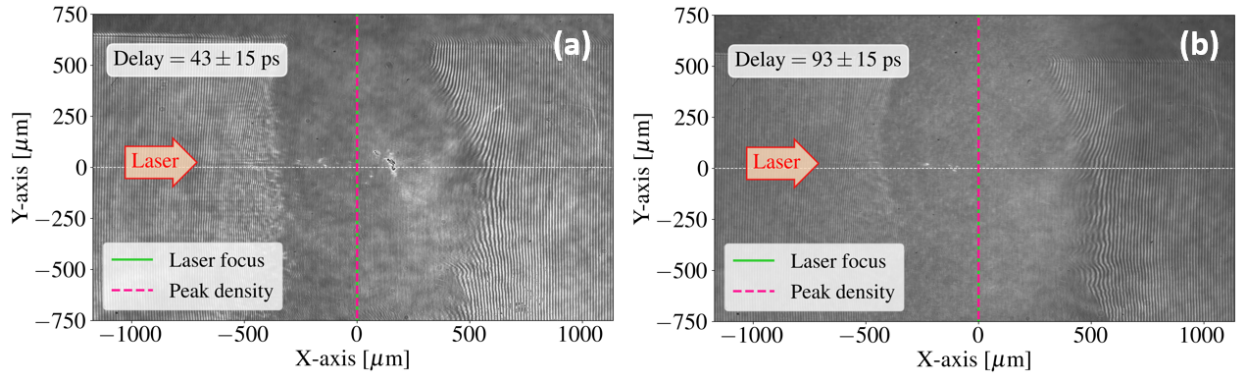 (a)
Delay = 43 ± 15 ps
Laser
Laser focus
Peak density
750
500
250
0
−250
−500
−750
Y-axis [μm]
−1000
−500
0
500
1000
X-axis [μm]
(b)
Delay = 93 ± 15 ps
Laser
Laser focus
Peak density
750
500
250
0
−250
−500
−750
Y-axis [μm]
−1000
−500
0
500
1000
X-axis [μm]